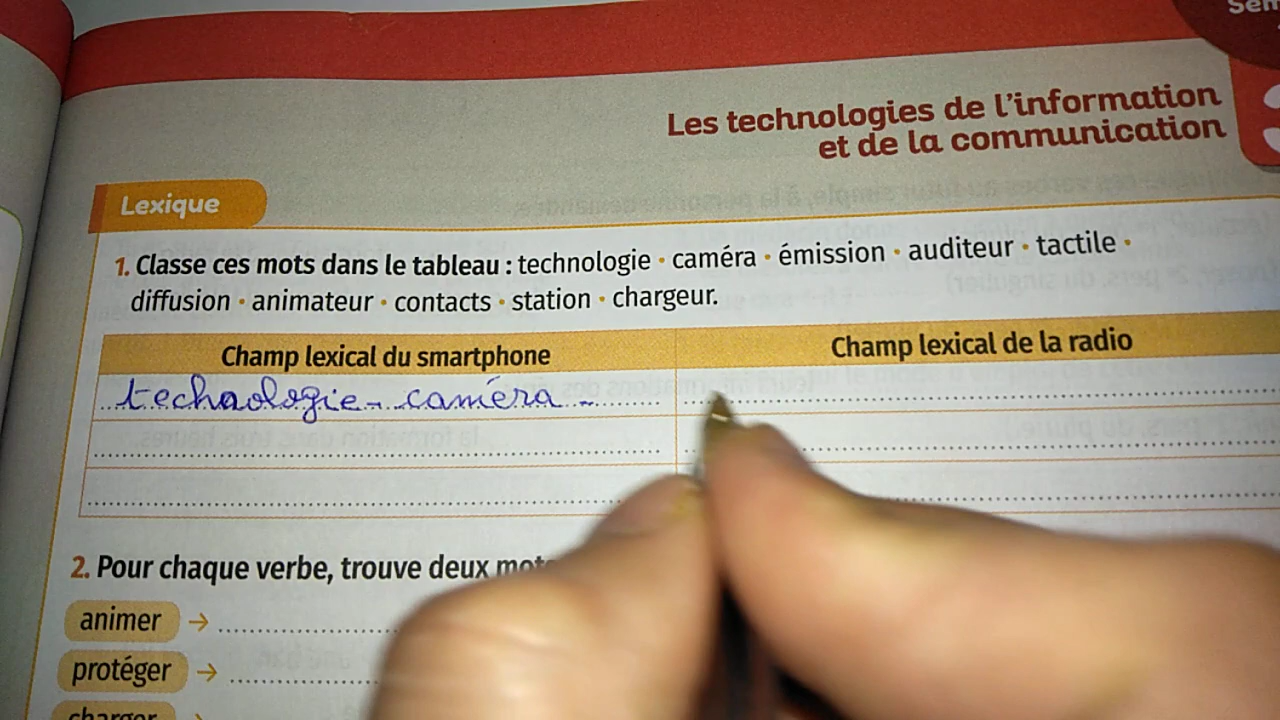 Sem
Les technologies de l'information
et de la communication
Lexique
1. Classe ces mots dans le tableau : technologie • caméra • émission • auditeur • tactile •
diffusion • animateur • contacts • station • chargeur.
Champ lexical du smartphone
Champ lexical de la radio
technologie - caméra -
2. Pour chaque verbe, trouve deux mots
animer →
protéger →
charger →